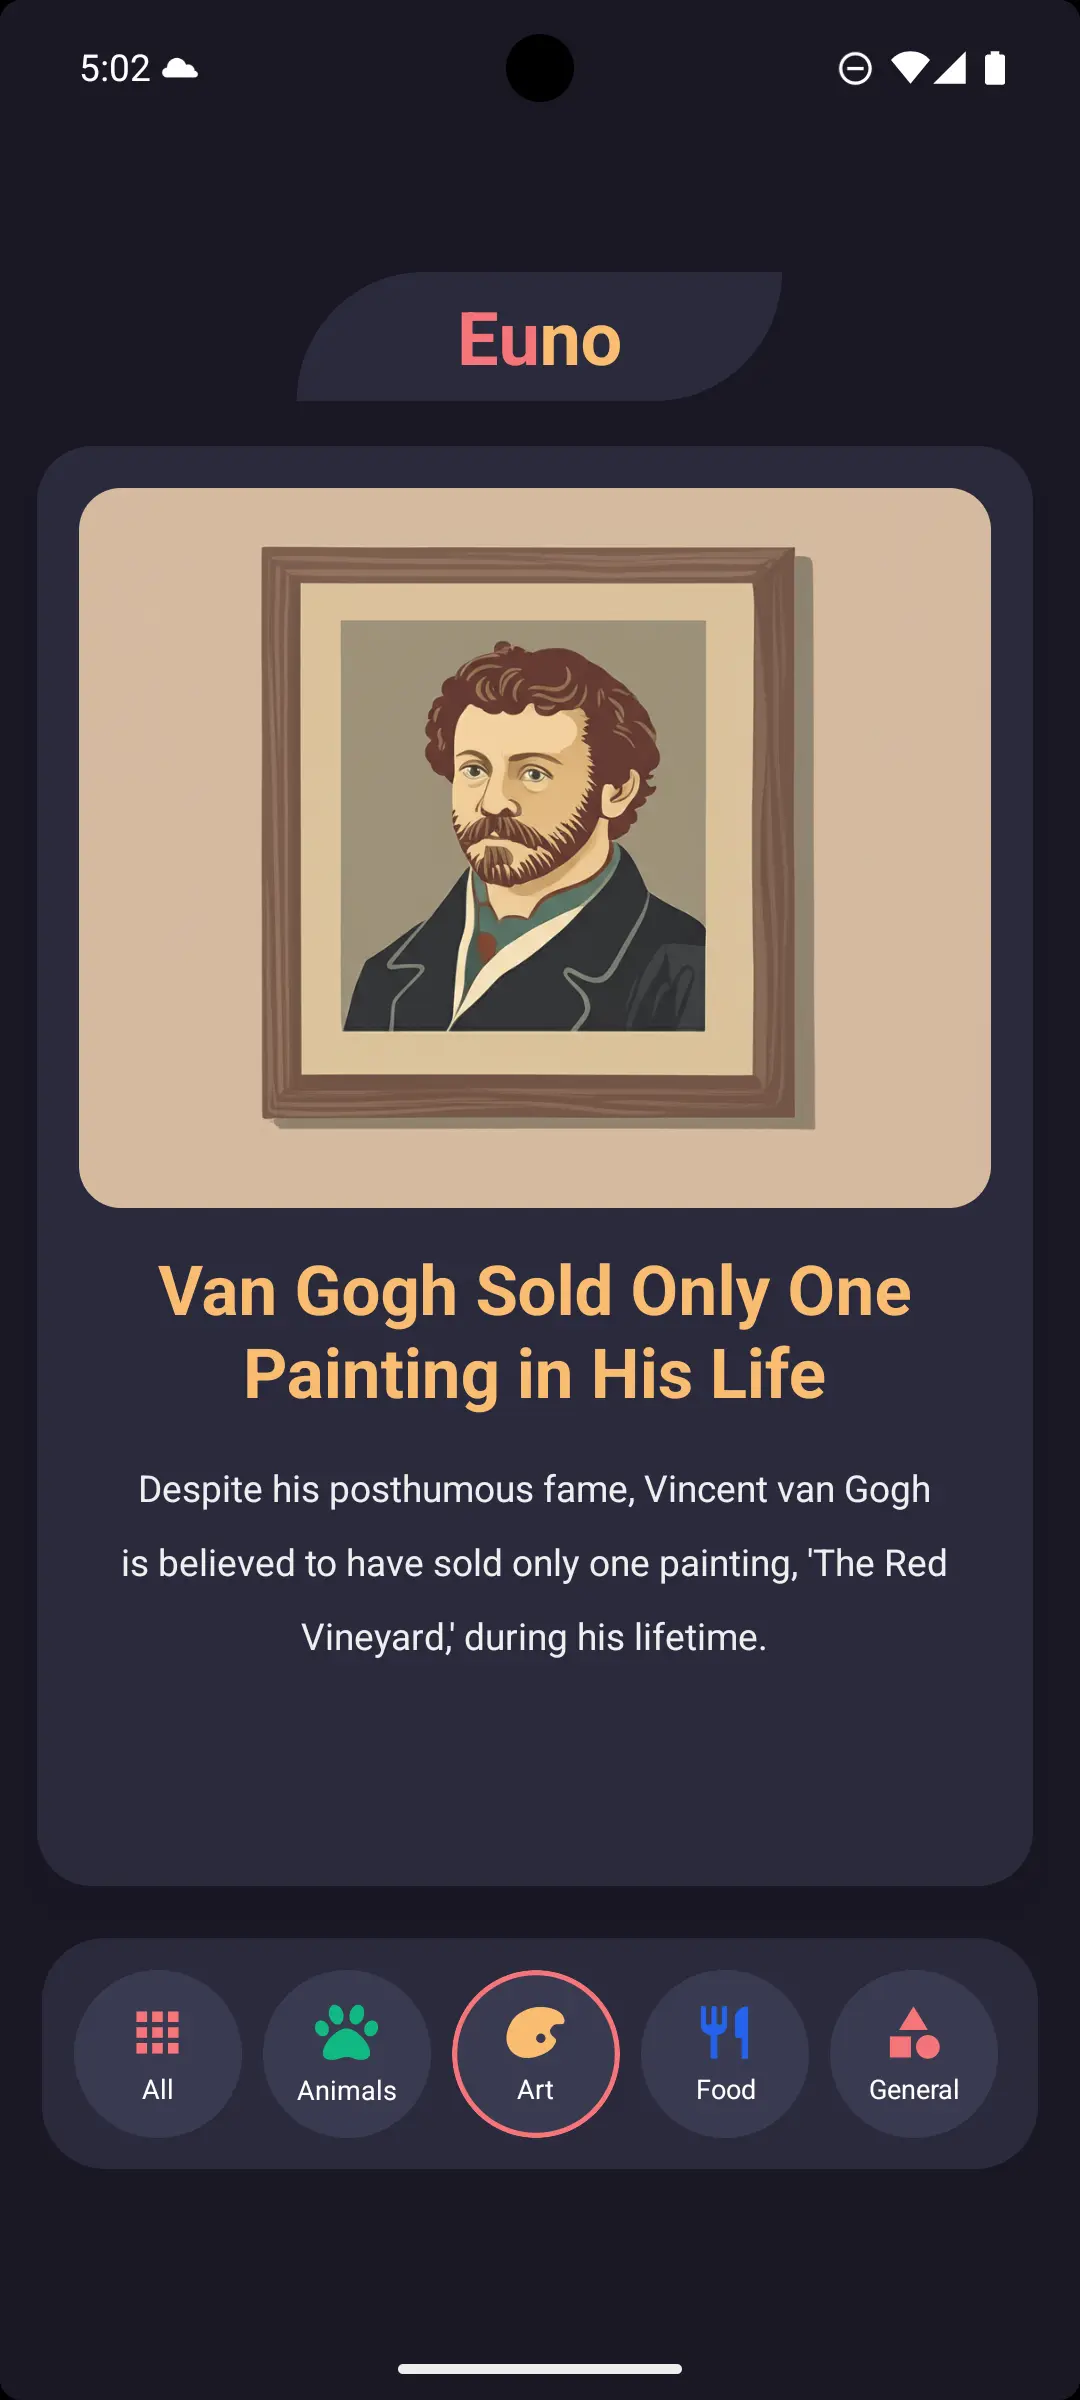 5:02
Euno
Van Gogh Sold Only One
Painting in His Life
Despite his posthumous fame, Vincent van Gogh
is believed to have sold only one painting, 'The Red
Vineyard,' during his lifetime.
All
Animals
Art
Food
General